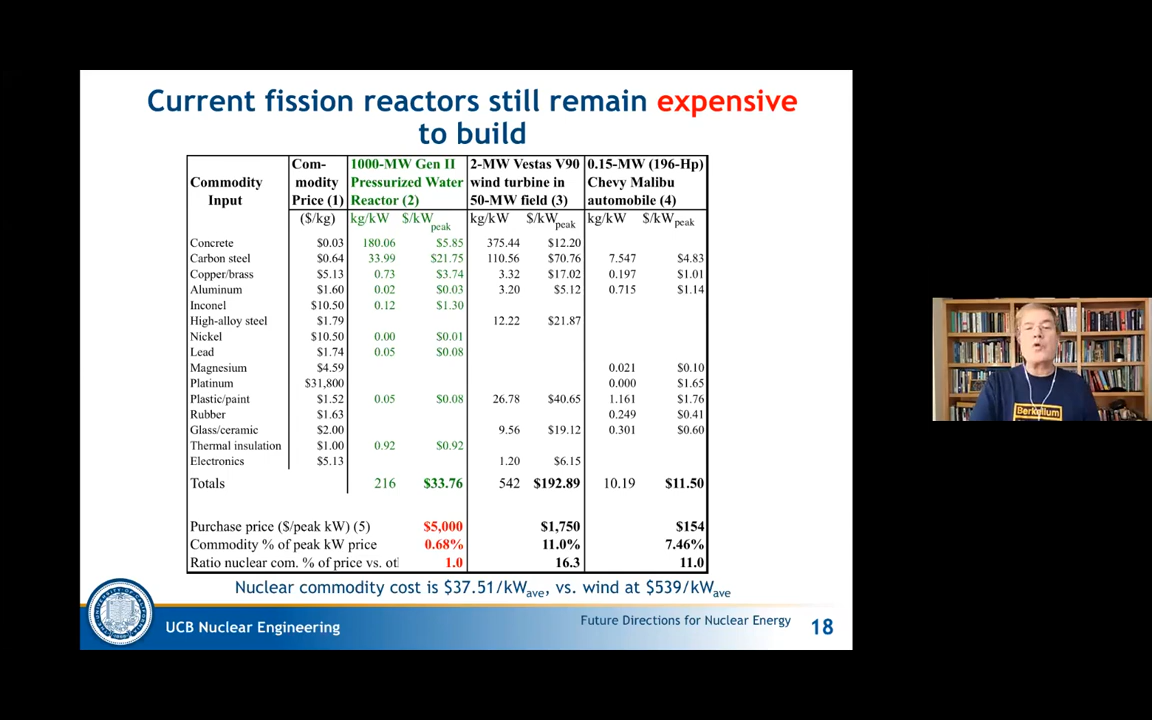 Current fission reactors still remain expensive
to build
Commodity Input | Com-modity Price (1) | 1000-MW Gen II Pressurized Water Reactor (2) | 2-MW Vestas V90 wind turbine in 50-MW field (3) | 0.15-MW (196-Hp) Chevy Malibu automobile (4)
($/kg) kg/kW $/kWpeak kg/kW $/kWpeak kg/kW $/kWpeak
Concrete $0.03 180.06 $5.85 375.44 $12.20
Carbon steel $0.64 33.99 $21.75 110.56 $70.76 7.547 $4.83
Copper/brass $5.13 0.73 $3.74 3.32 $17.02 0.197 $1.01
Aluminum $1.60 0.02 $0.03 3.20 $5.12 0.715 $1.14
Inconel $10.50 0.12 $1.30
High-alloy steel $1.79 12.22 $21.87
Nickel $10.50 0.00 $0.01
Lead $1.74 0.05 $0.08
Magnesium $4.59 0.021 $0.10
Platinum $31,800 0.000 $1.65
Plastic/paint $1.52 0.05 $0.08 26.78 $40.65 1.161 $1.76
Rubber $1.63 0.249 $0.41
Glass/ceramic $2.00 9.56 $19.12 0.301 $0.60
Thermal insulation $1.00 0.92 $0.92
Electronics $5.13 1.20 $6.15
Totals 216 $33.76 542 $192.89 10.19 $11.50
Purchase price ($/peak kW) (5) $5,000 $1,750 $154
Commodity % of peak kW price 0.68% 11.0% 7.46%
Ratio nuclear com. % of price vs. ot 1.0 16.3 11.0
Nuclear commodity cost is $37.51/kWave, vs. wind at $539/kWave
UCB Nuclear Engineering
Future Directions for Nuclear Energy
18